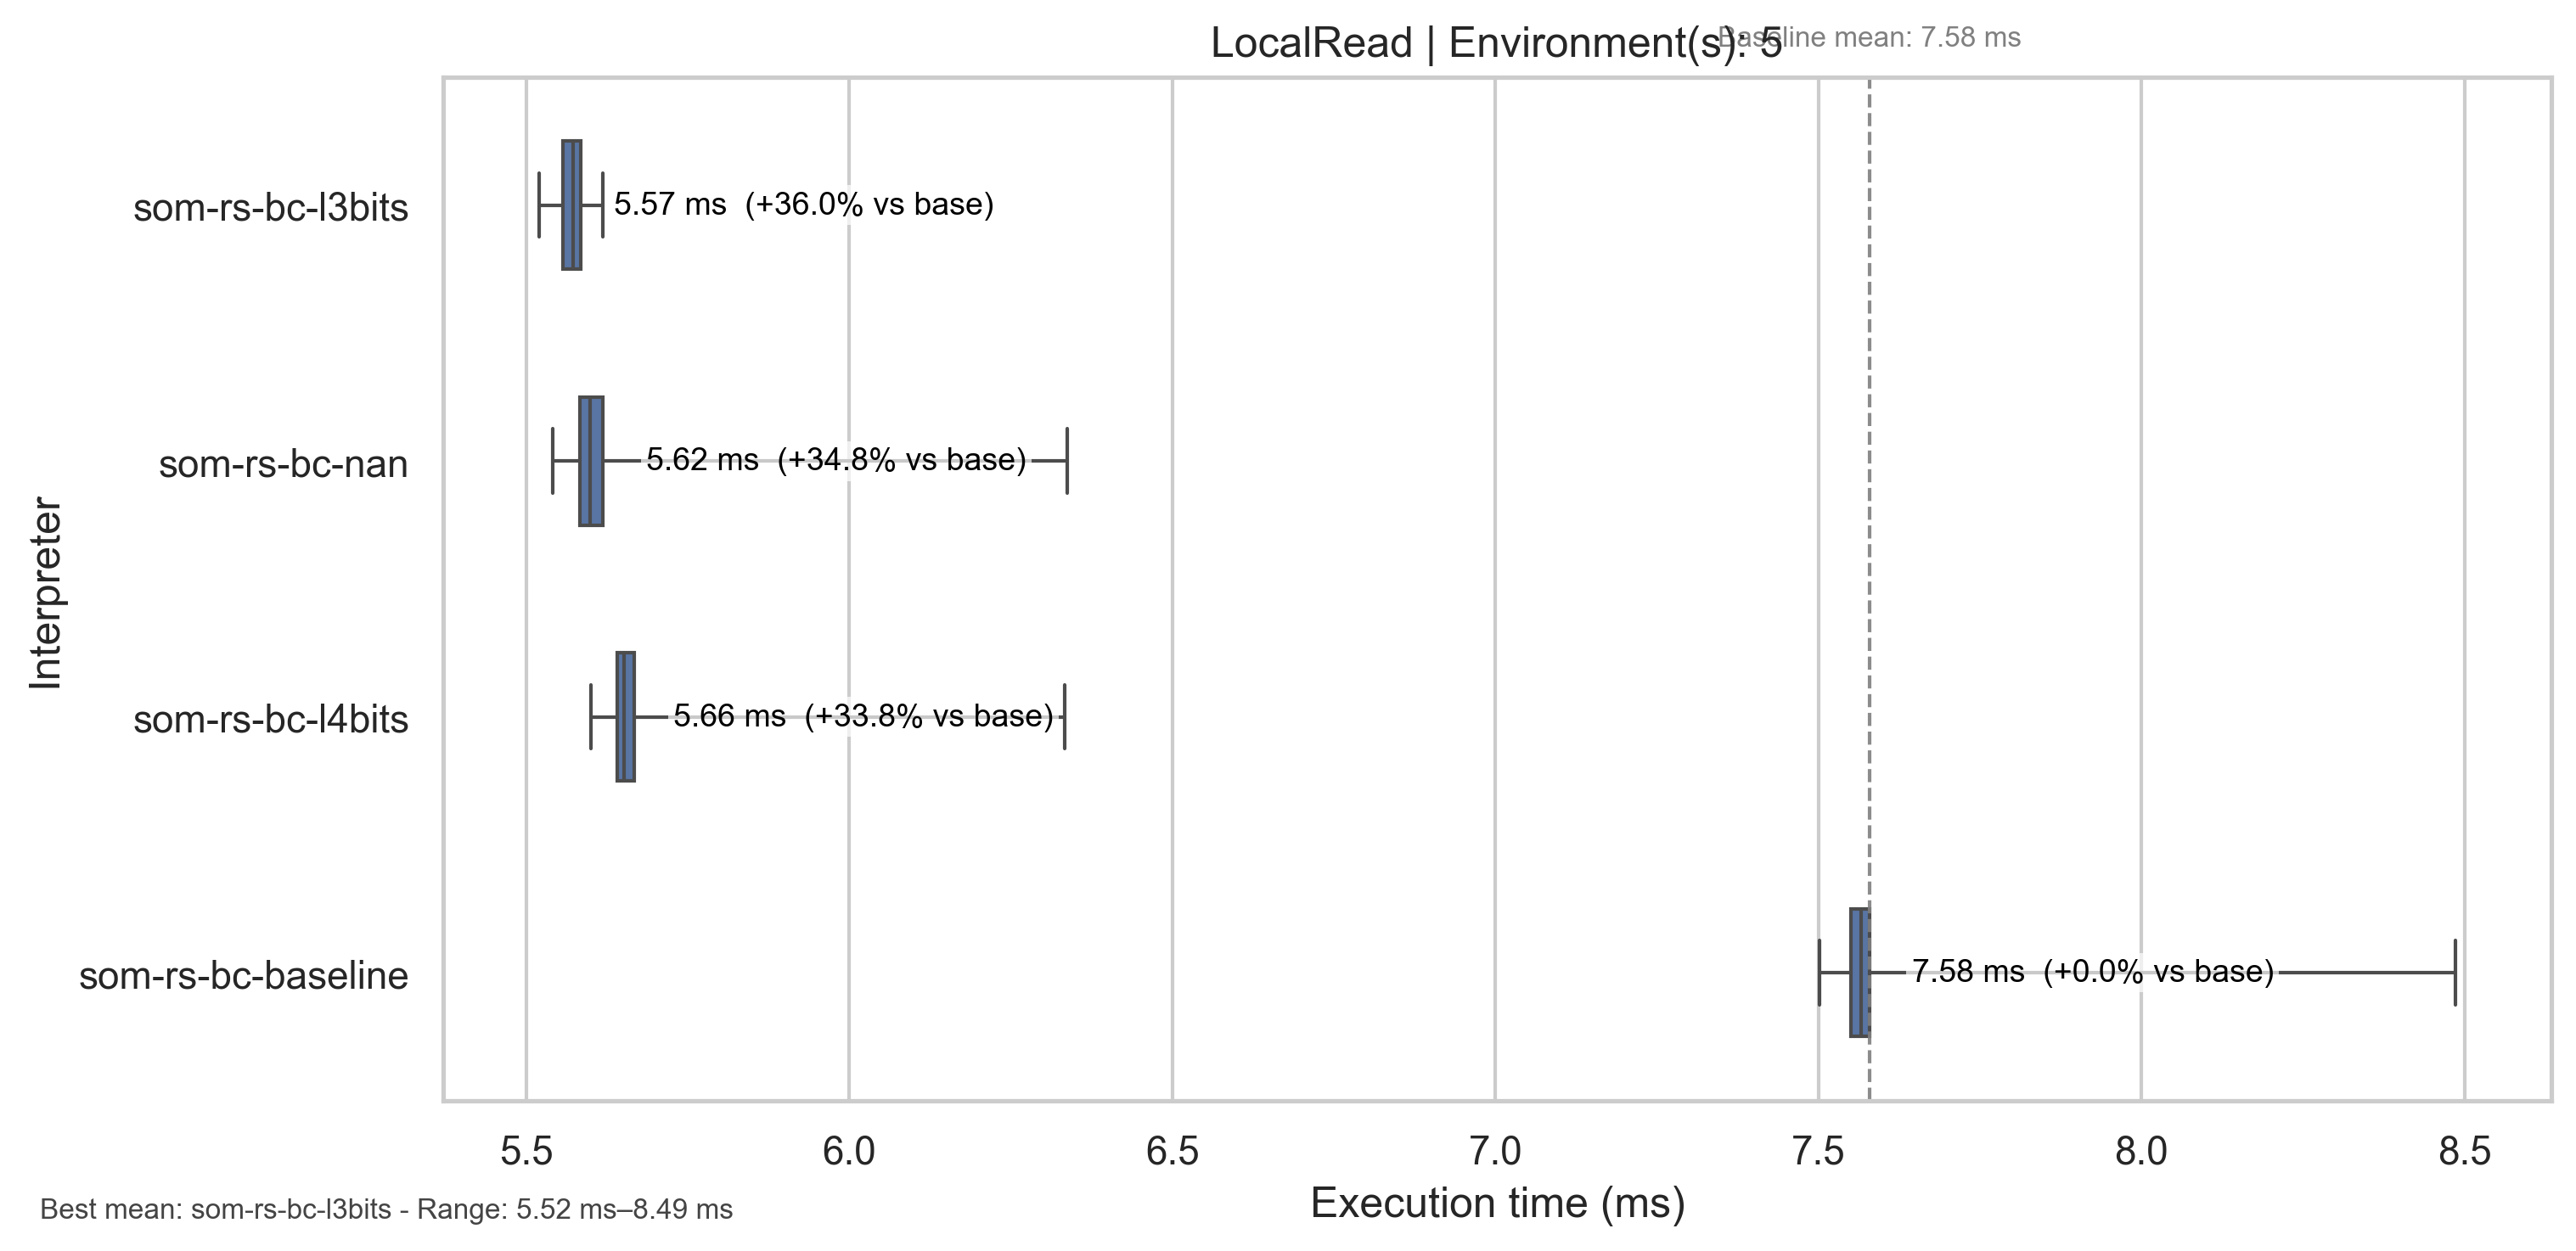 LocalRead | Environment(s): 5
Baseline mean: 7.58 ms
som-rs-bc-l3bits
5.57 ms (+36.0% vs base)
som-rs-bc-nan
5.62 ms (+34.8% vs base)
som-rs-bc-l4bits
5.66 ms (+33.8% vs base)
som-rs-bc-baseline
7.58 ms (+0.0% vs base)
Interpreter
5.5 6.0 6.5 7.0 7.5 8.0 8.5
Execution time (ms)
Best mean: som-rs-bc-l3bits - Range: 5.52 ms–8.49 ms